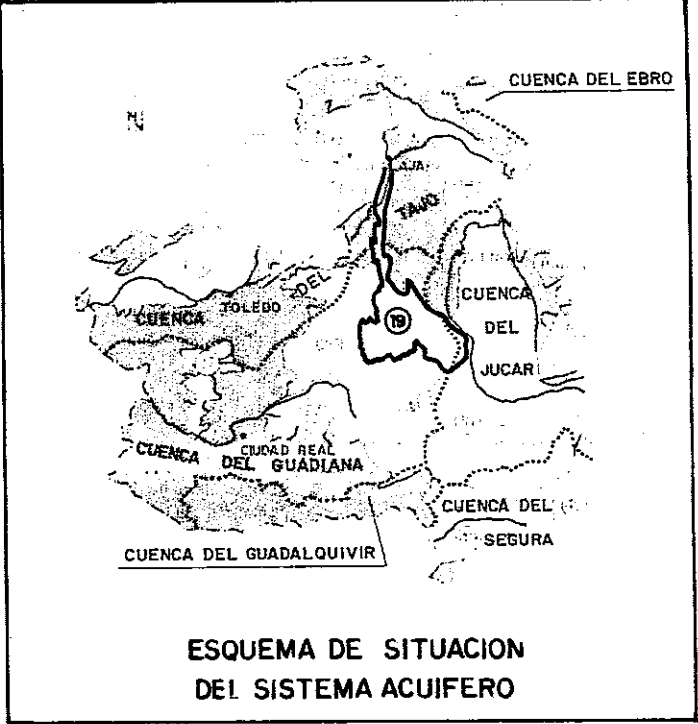 CUENCA DEL EBRO
TAJO
DEL
TOLEDO
CUENCA
CUENCA
DEL
JUCAR
19
CIUDAD REAL
CUENCA DEL GUADIANA
CUENCA DEL
SEGURA
CUENCA DEL GUADALQUIVIR
ESQUEMA DE SITUACION
DEL SISTEMA ACUIFERO